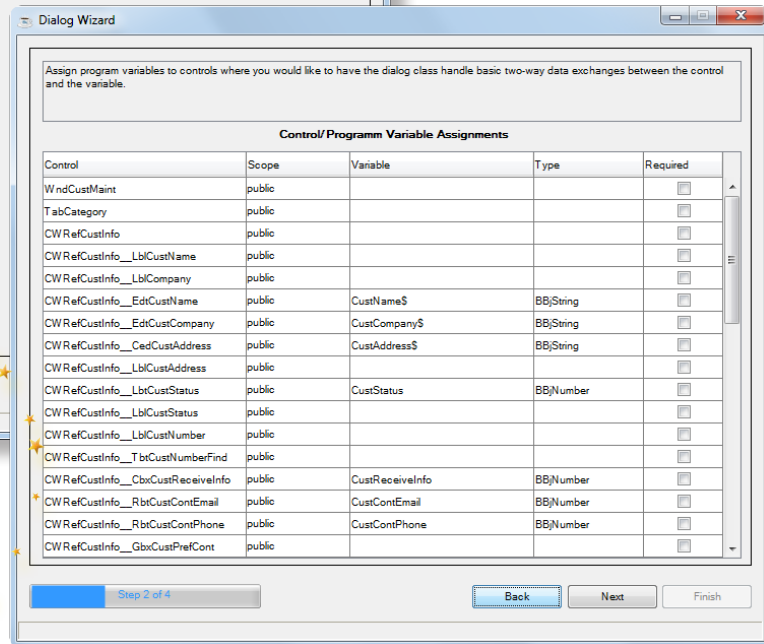 Dialog Wizard
Assign program variables to controls where you would like to have the dialog class handle basic two-way data exchanges between the control
and the variable.
Control/Programm Variable Assignments
Control Scope Variable Type Required
WndCustMaint public
TabCategory public
CWRefCustInfo public
CWRefCustInfo__LblCustName public
CWRefCustInfo__LblCompany public
CWRefCustInfo__EdtCustName public CustName$ BBjString
CWRefCustInfo__EdtCustCompany public CustCompany$ BBjString
CWRefCustInfo__CedCustAddress public CustAddress$ BBjString
CWRefCustInfo__LblCustAddress public
CWRefCustInfo__LbtCustStatus public CustStatus BBjNumber
CWRefCustInfo__LblCustStatus public
CWRefCustInfo__LblCustNumber public
CWRefCustInfo__TbtCustNumberFind public
CWRefCustInfo__CbxCustReceiveInfo public CustReceiveInfo BBjNumber
CWRefCustInfo__RbtCustContEmail public CustContEmail BBjNumber
CWRefCustInfo__RbtCustContPhone public CustContPhone BBjNumber
CWRefCustInfo__GbxCustPrefCont public
Step 2 of 4 Back Next Finish